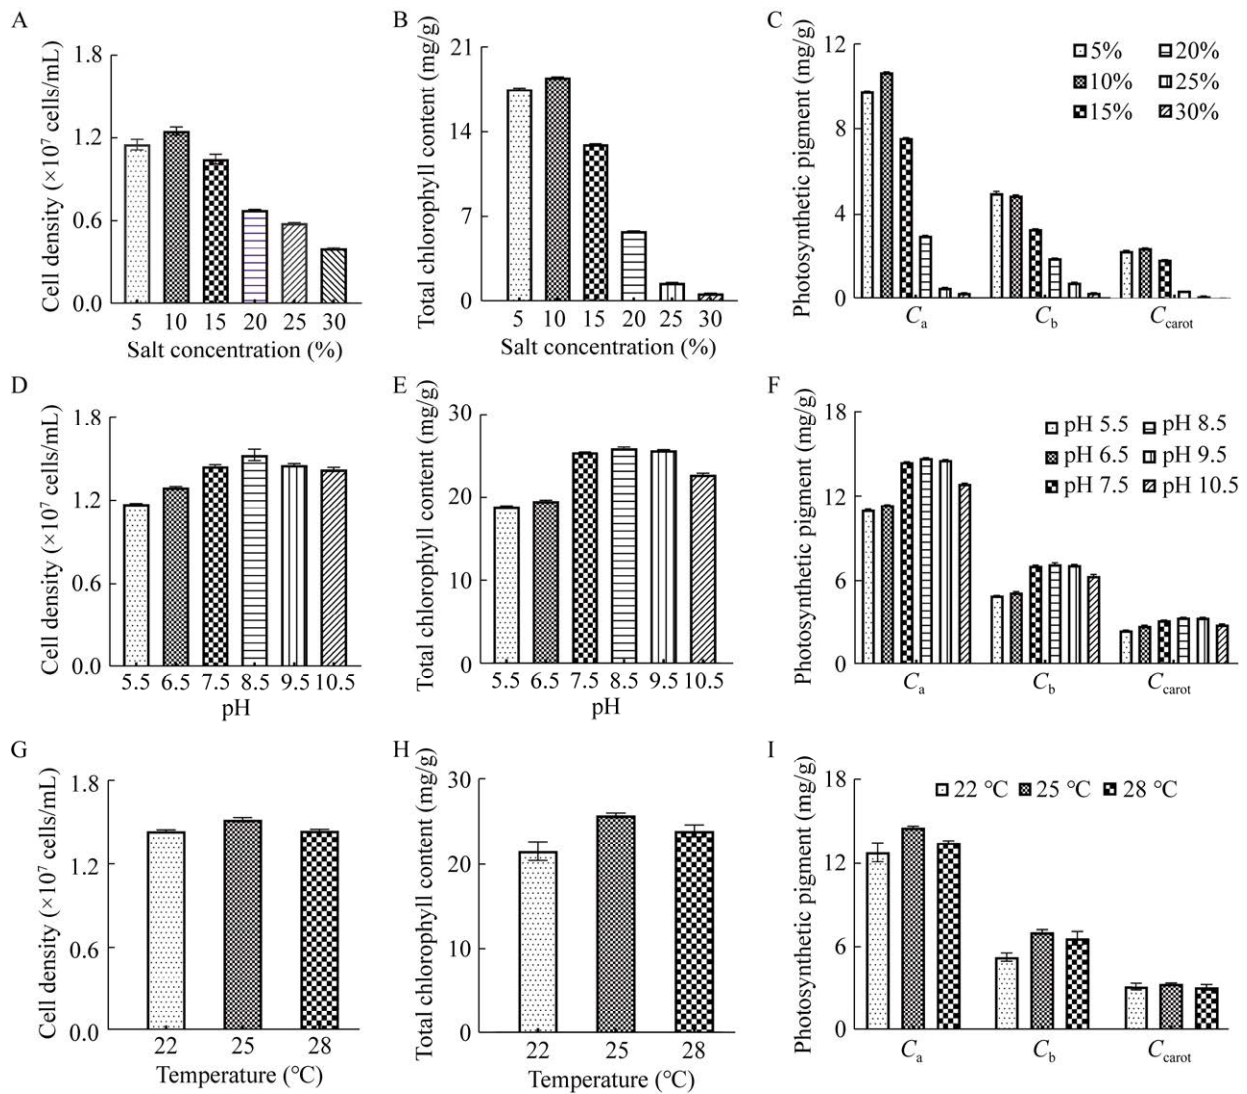 A
Cell density (×10⁷ cells/mL)
1.8
1.2
0.6
0.0
5 10 15 20 25 30
Salt concentration (%)
B
Total chlorophyll content (mg/g)
21
14
7
0
5 10 15 20 25 30
Salt concentration (%)
C
Photosynthetic pigment (mg/g)
12
8
4
0
5% 20%
10% 25%
15% 30%
Ca Cb Ccarot
D
Cell density (×10⁷ cells/mL)
1.8
1.2
0.6
0.0
5.5 6.5 7.5 8.5 9.5 10.5
pH
E
Total chlorophyll content (mg/g)
30
20
10
0
5.5 6.5 7.5 8.5 9.5 10.5
pH
F
Photosynthetic pigment (mg/g)
18
12
6
0
pH 5.5 pH 8.5
pH 6.5 pH 9.5
pH 7.5 pH 10.5
Ca Cb Ccarot
G
Cell density (×10⁷ cells/mL)
1.8
1.2
0.6
0.0
22 25 28
Temperature (°C)
H
Total chlorophyll content (mg/g)
30
20
10
0
22 25 28
Temperature (°C)
I
Photosynthetic pigment (mg/g)
18
12
6
0
22 °C 25 °C 28 °C
Ca Cb Ccarot